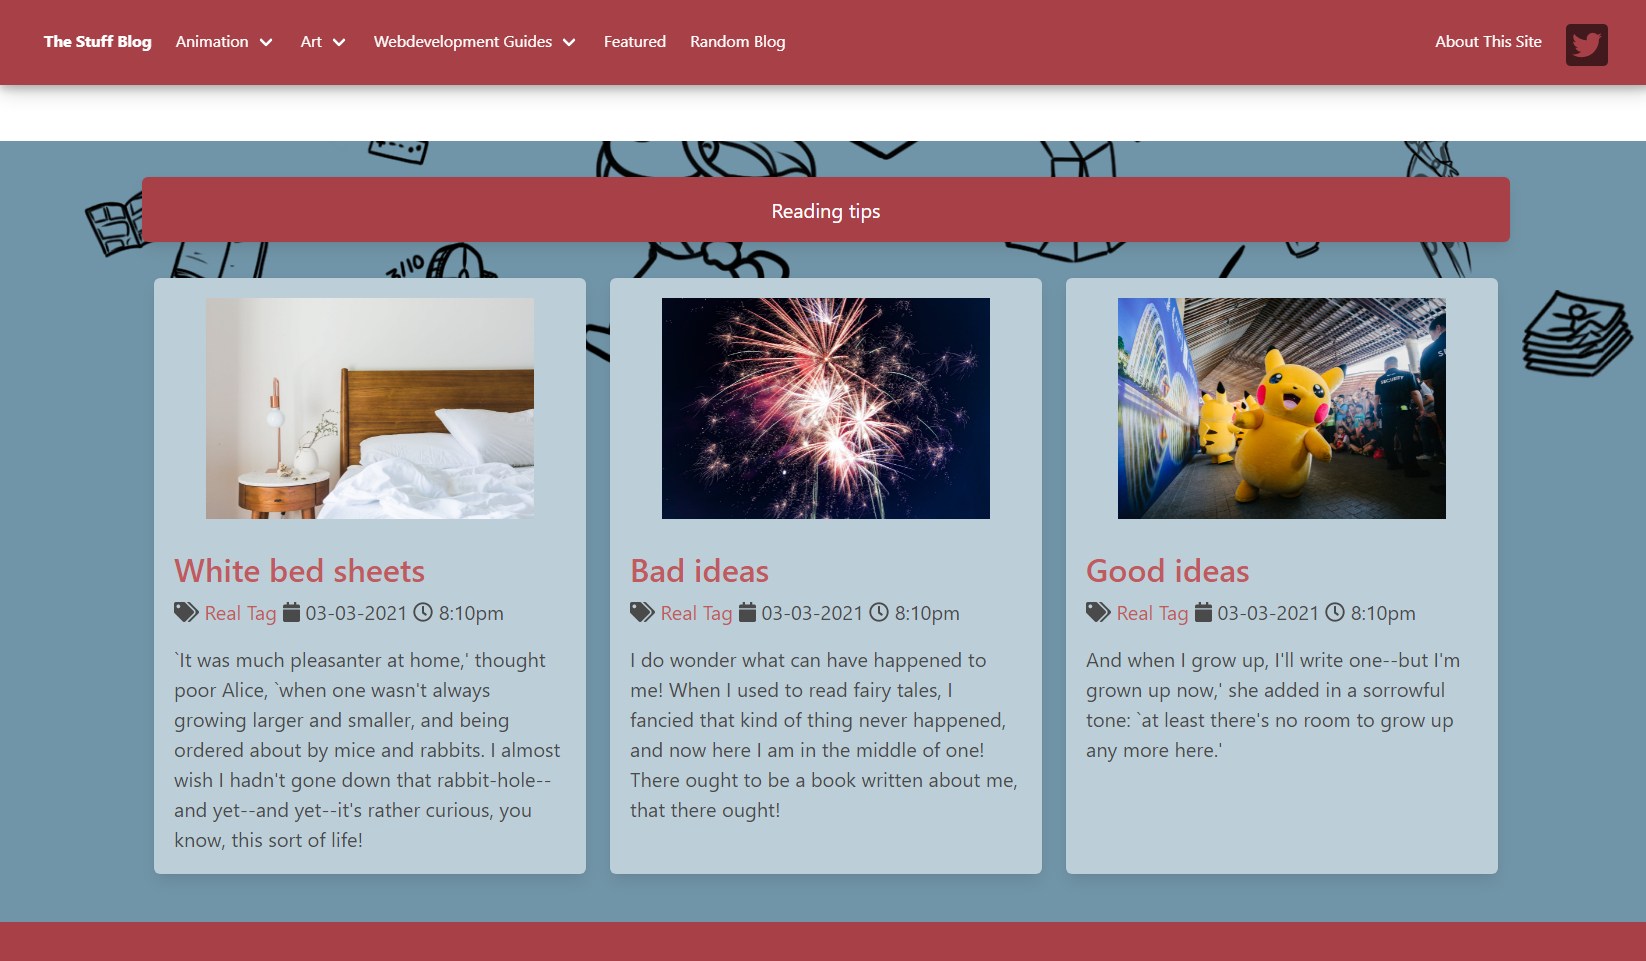 The Stuff Blog Animation Art Webdevelopment Guides Featured Random Blog About This Site
Reading tips
3/10
SECURITY
White bed sheets
Real Tag 03-03-2021 8:10pm
`It was much pleasanter at home,' thought
poor Alice, `when one wasn't always
growing larger and smaller, and being
ordered about by mice and rabbits. I almost
wish I hadn't gone down that rabbit-hole--
and yet--and yet--it's rather curious, you
know, this sort of life!
Bad ideas
Real Tag 03-03-2021 8:10pm
I do wonder what can have happened to
me! When I used to read fairy tales, I
fancied that kind of thing never happened,
and now here I am in the middle of one!
There ought to be a book written about me,
that there ought!
Good ideas
Real Tag 03-03-2021 8:10pm
And when I grow up, I'll write one--but I'm
grown up now,' she added in a sorrowful
tone: `at least there's no room to grow up
any more here.'